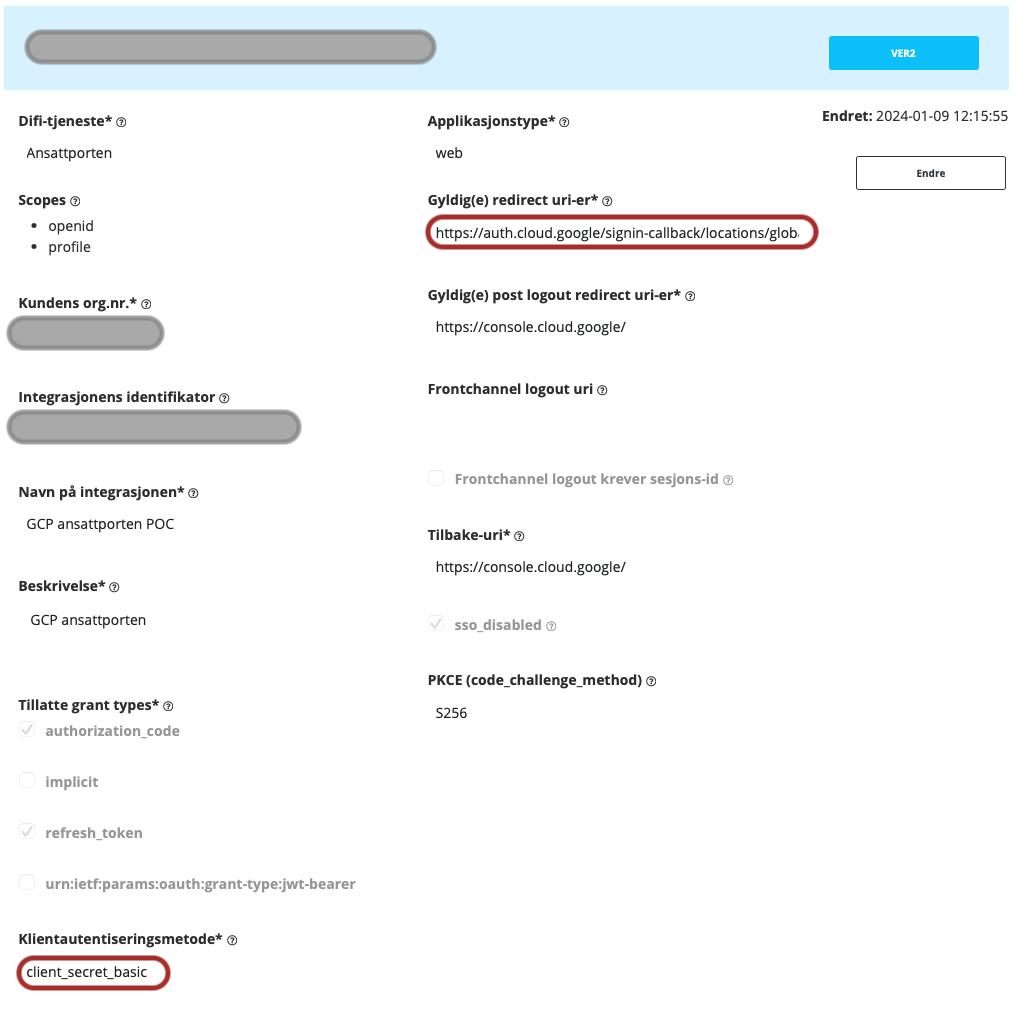 VER2
Endret: 2024-01-09 12:15:55
Endre
Difi-tjeneste*
Ansattporten
Scopes
openid
profile
Kundens org.nr.*
Integrasjonens identifikator
Navn på integrasjonen*
GCP ansattporten POC
Beskrivelse*
GCP ansattporten
Tillatte grant types*
authorization_code
implicit
refresh_token
urn:ietf:params:oauth:grant-type:jwt-bearer
Klientautentiseringsmetode*
client_secret_basic
Applikasjonstype*
web
Gyldig(e) redirect uri-er*
https://auth.cloud.google/signin-callback/locations/globa
Gyldig(e) post logout redirect uri-er*
https://console.cloud.google/
Frontchannel logout uri
Frontchannel logout krever sesjons-id
Tilbake-uri*
https://console.cloud.google/
sso_disabled
PKCE (code_challenge_method)
S256